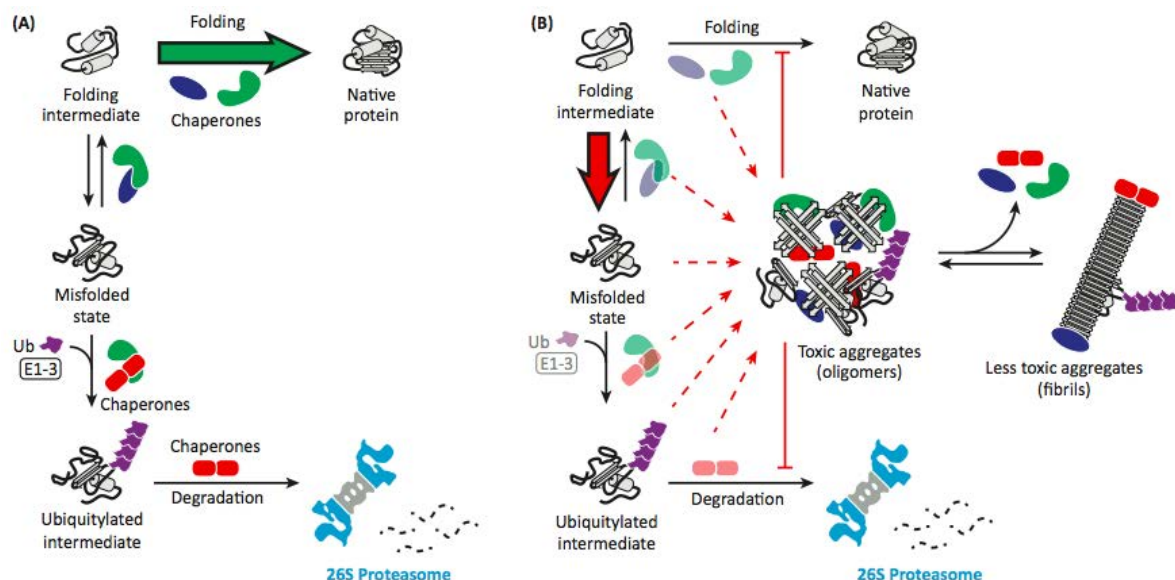 (A)
Folding
Folding
intermediate
Chaperones
Native
protein
Misfolded
state
Ub
E1-3
Chaperones
Chaperones
Degradation
Ubiquitylated
intermediate
26S Proteasome
(B)
Folding
Folding
intermediate
Native
protein
Misfolded
state
Ub
E1-3
Toxic aggregates
(oligomers)
Less toxic aggregates
(fibrils)
Degradation
Ubiquitylated
intermediate
26S Proteasome